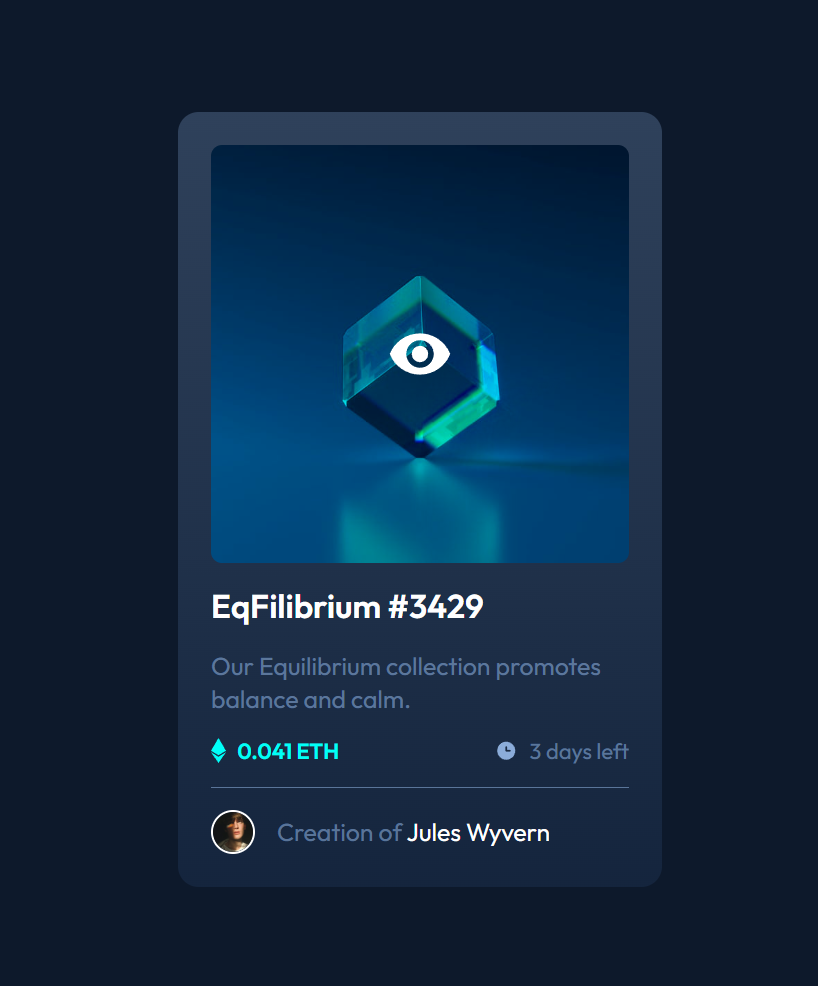 EqFilibrium #3429
Our Equilibrium collection promotes
balance and calm.
0.041 ETH
3 days left
Creation of Jules Wyvern